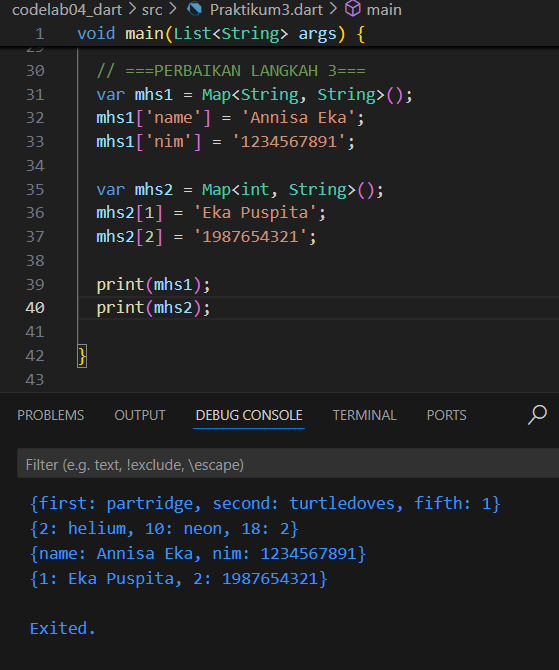 codelab04_dart > src > Praktikum3.dart > main
1 void main(List<String> args) {
29
30 // ===PERBAIKAN LANGKAH 3===
31 var mhs1 = Map<String, String>();
32 mhs1['name'] = 'Annisa Eka';
33 mhs1['nim'] = '1234567891';
34
35 var mhs2 = Map<int, String>();
36 mhs2[1] = 'Eka Puspita';
37 mhs2[2] = '1987654321';
38
39 print(mhs1);
40 print(mhs2);
41
42 }
43
PROBLEMS OUTPUT DEBUG CONSOLE TERMINAL PORTS
Filter (e.g. text, !exclude, \escape)
{first: partridge, second: turtledoves, fifth: 1}
{2: helium, 10: neon, 18: 2}
{name: Annisa Eka, nim: 1234567891}
{1: Eka Puspita, 2: 1987654321}
Exited.